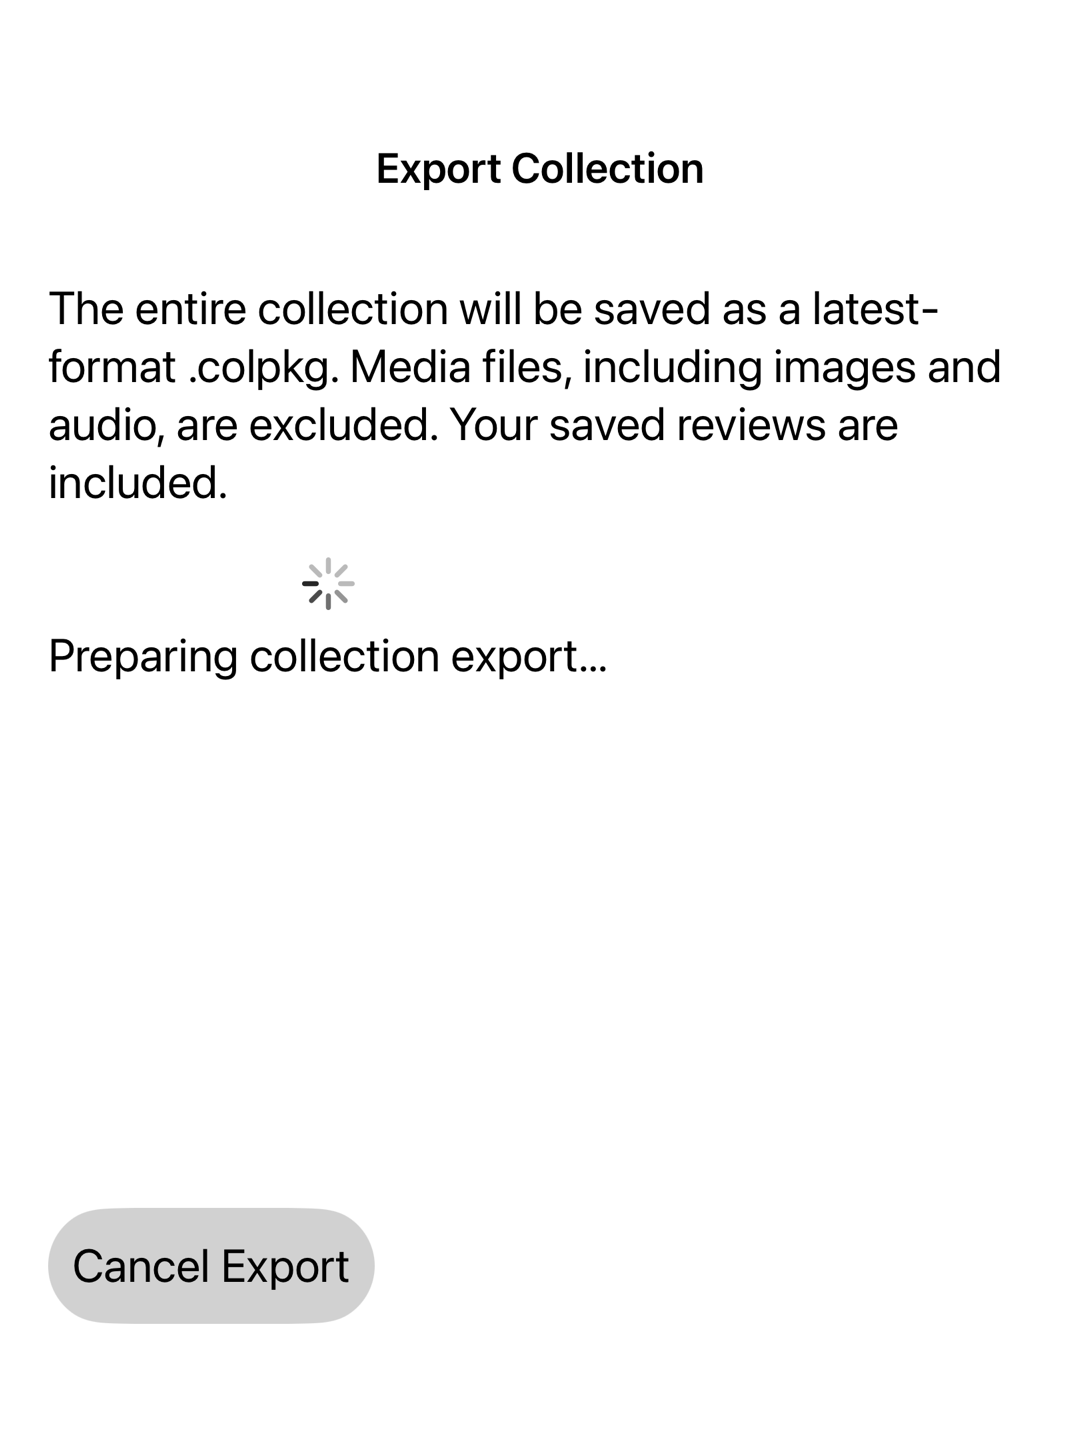 Export Collection
The entire collection will be saved as a latest-
format .colpkg. Media files, including images and
audio, are excluded. Your saved reviews are
included.
Preparing collection export...
Cancel Export